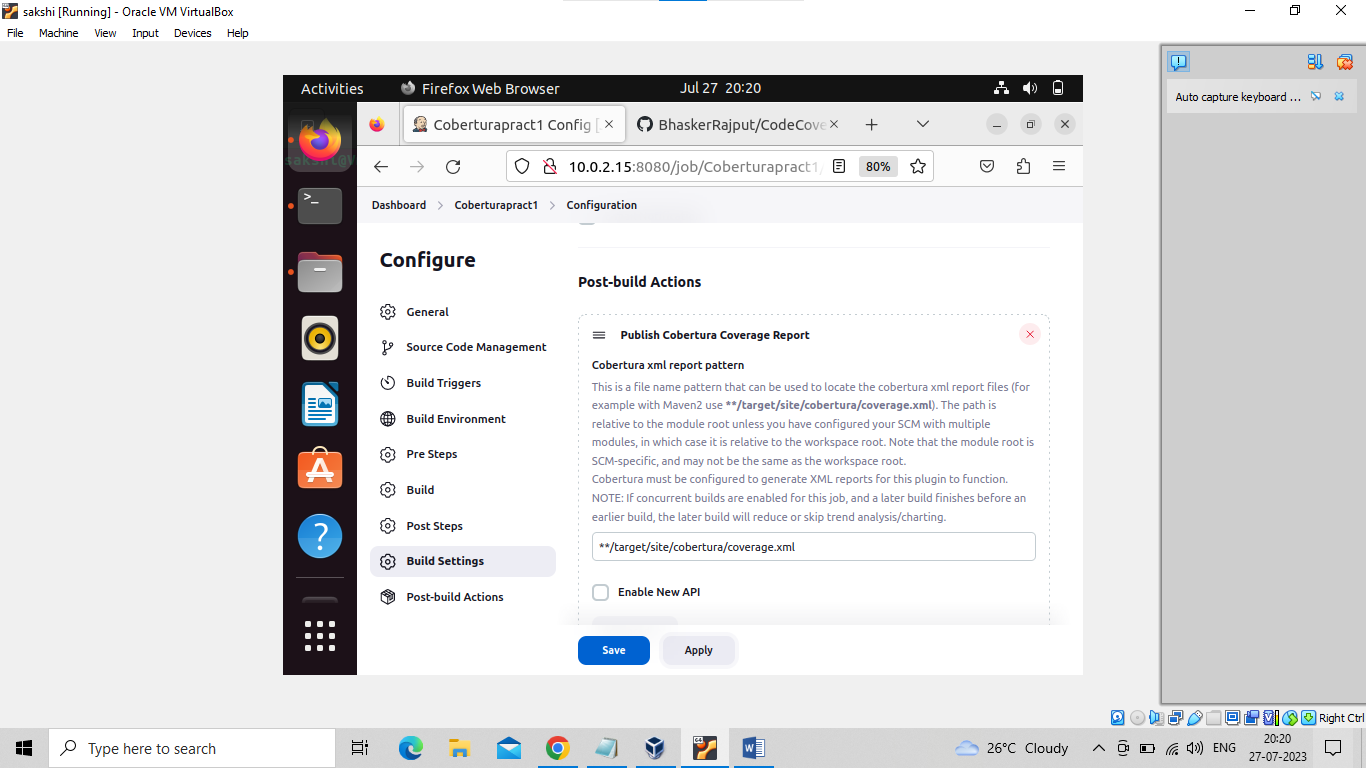 sakshi [Running] - Oracle VM VirtualBox
File Machine View Input Devices Help
Auto capture keyboard ...
Activities Firefox Web Browser Jul 27 20:20
Coberturapract1 Config [
BhaskerRajput/CodeCove
10.0.2.15:8080/job/Coberturapract1/ 80%
Dashboard Coberturapract1 Configuration
Configure
General
Source Code Management
Build Triggers
Build Environment
Pre Steps
Build
Post Steps
Build Settings
Post-build Actions
Post-build Actions
Publish Cobertura Coverage Report
Cobertura xml report pattern
This is a file name pattern that can be used to locate the cobertura xml report files (for
example with Maven2 use **/target/site/cobertura/coverage.xml). The path is
relative to the module root unless you have configured your SCM with multiple
modules, in which case it is relative to the workspace root. Note that the module root is
SCM-specific, and may not be the same as the workspace root.
Cobertura must be configured to generate XML reports for this plugin to function.
NOTE: If concurrent builds are enabled for this job, and a later build finishes before an
earlier build, the later build will reduce or skip trend analysis/charting.
**/target/site/cobertura/coverage.xml
Enable New API
Save Apply
Right Ctrl
Type here to search
26°C Cloudy
ENG
20:20
27-07-2023